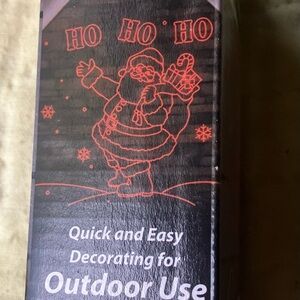 HO HO HO
Quick and Easy
Decorating for
Outdoor Use